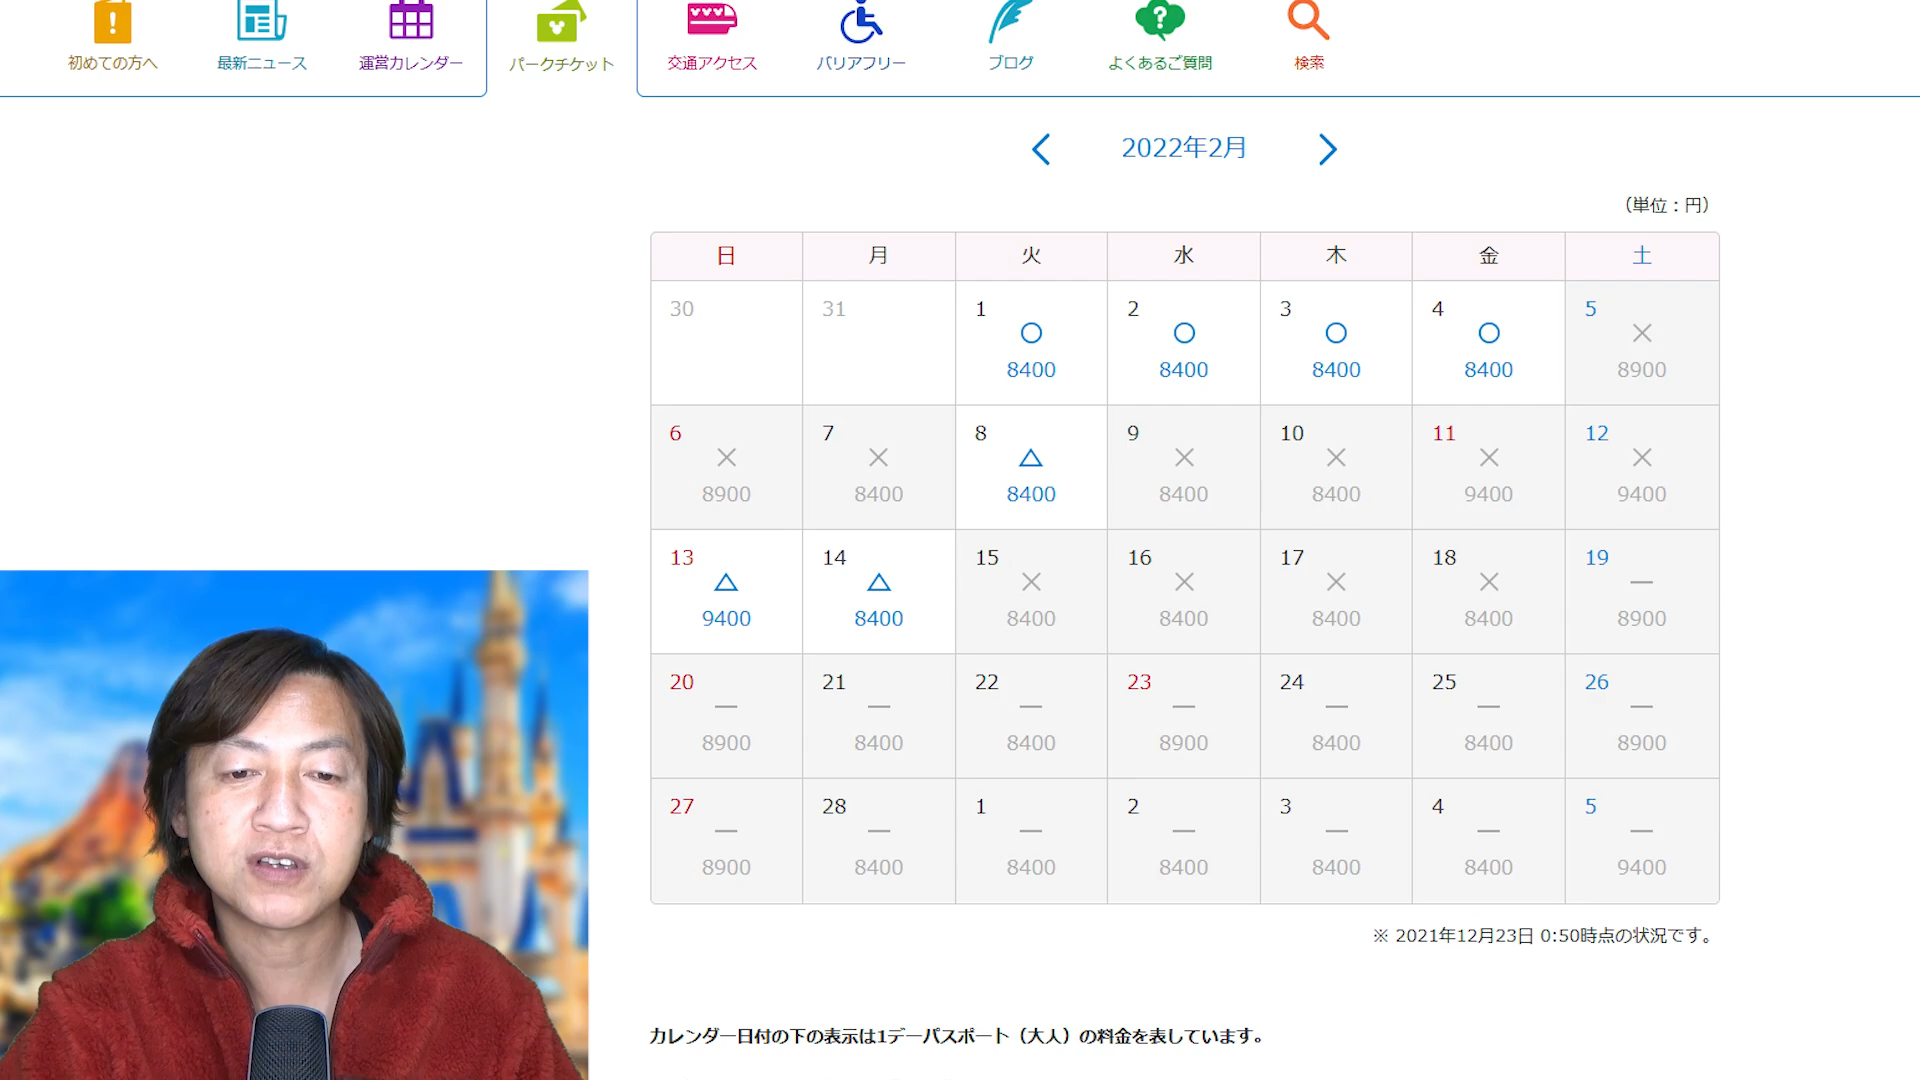 初めての方へ
最新ニュース
運営カレンダー
パークチケット
交通アクセス
バリアフリー
ブログ
よくあるご質問
検索
2022年2月
（単位：円）
日 月 火 水 木 金 土
30 31 1 2 3 4 5
○ ○ ○ ○ ×
8400 8400 8400 8400 8900
6 7 8 9 10 11 12
× × △ × × × ×
8900 8400 8400 8400 8400 9400 9400
13 14 15 16 17 18 19
△ △ × × × × —
9400 8400 8400 8400 8400 8400 8900
20 21 22 23 24 25 26
— — — — — — —
8900 8400 8400 8900 8400 8400 8900
27 28 1 2 3 4 5
— — — — — — —
8900 8400 8400 8400 8400 8400 9400
※ 2021年12月23日 0:50時点の状況です。
カレンダー日付の下の表示は1デーパスポート（大人）の料金を表しています。